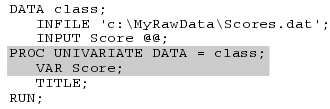 DATA class;
INFILE 'c:\MyRawData\Scores.dat';
INPUT Score @@;
PROC UNIVARIATE DATA = class;
VAR Score;
TITLE;
RUN;